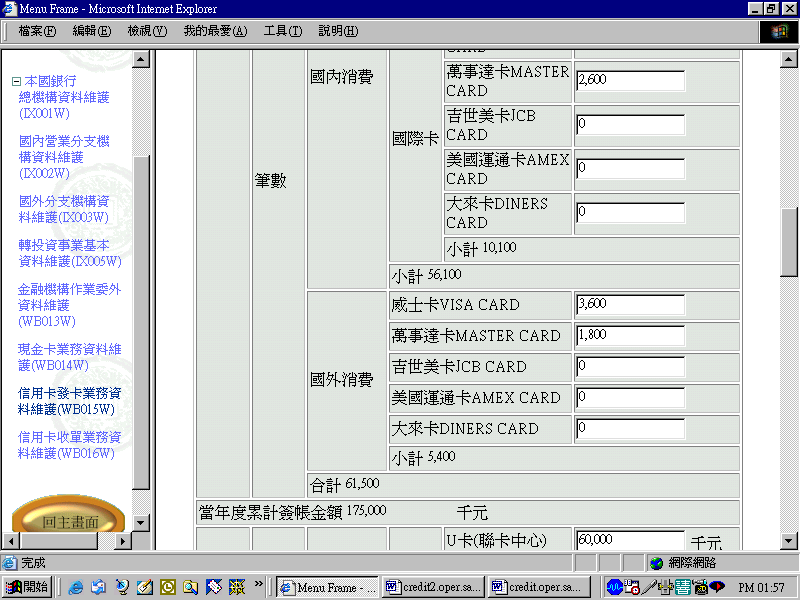 Menu Frame - Microsoft Internet Explorer
檔案(F) 編輯(E) 檢視(V) 我的最愛(A) 工具(T) 說明(H)
本國銀行
總機構資料維護
(IX001W)
國內營業分支機
構資料維護
(IX002W)
國外分支機構資
料維護(IX003W)
轉投資事業基本
資料維護(IX005W)
金融機構作業委外
資料維護
(WB013W)
現金卡業務資料維
護(WB014W)
信用卡發卡業務資
料維護(WB015W)
信用卡收單業務資
料維護(WB016W)
回主畫面
筆數
國內消費
國際卡
CARD
萬事達卡MASTER
CARD
2,600
吉世美卡JCB
CARD
0
美國運通卡AMEX
CARD
0
大來卡DINERS
CARD
0
小計 10,100
小計 56,100
國外消費
威士卡VISA CARD 3,600
萬事達卡MASTER CARD 1,800
吉世美卡JCB CARD 0
美國運通卡AMEX CARD 0
大來卡DINERS CARD 0
小計 5,400
合計 61,500
當年度累計簽帳金額 175,000 千元
U卡(聯卡中心) 60,000 千元
完成
網際網路
開始
Menu Frame - ...
credit2.oper.sa...
credit.oper.sa...
PM 01:57